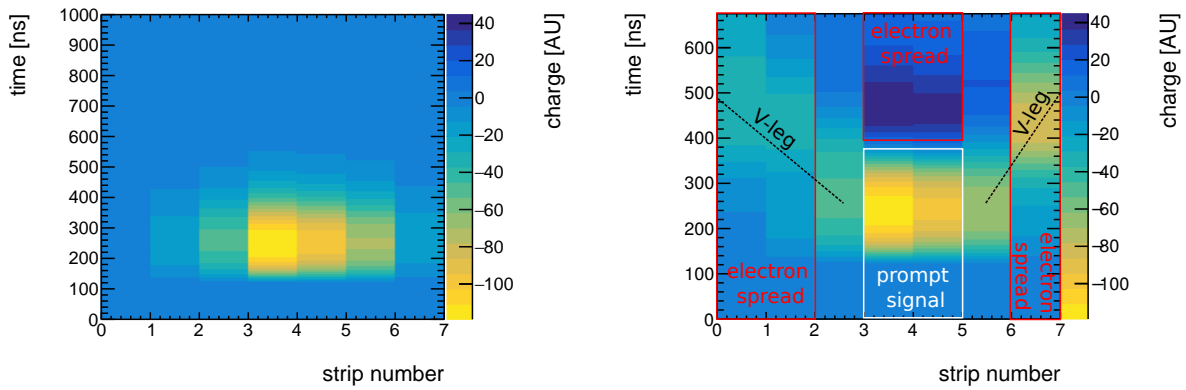 time [ns]
1000
900
800
700
600
500
400
300
200
100
0
0 1 2 3 4 5 6 7
strip number
40
20
0
−20
−40
−60
−80
−100
charge [AU]
time [ns]
600
500
400
300
200
100
0
0 1 2 3 4 5 6 7
strip number
electron
spread
V-leg
V-leg
electron
spread
prompt
signal
electron
spread
40
20
0
−20
−40
−60
−80
−100
charge [AU]